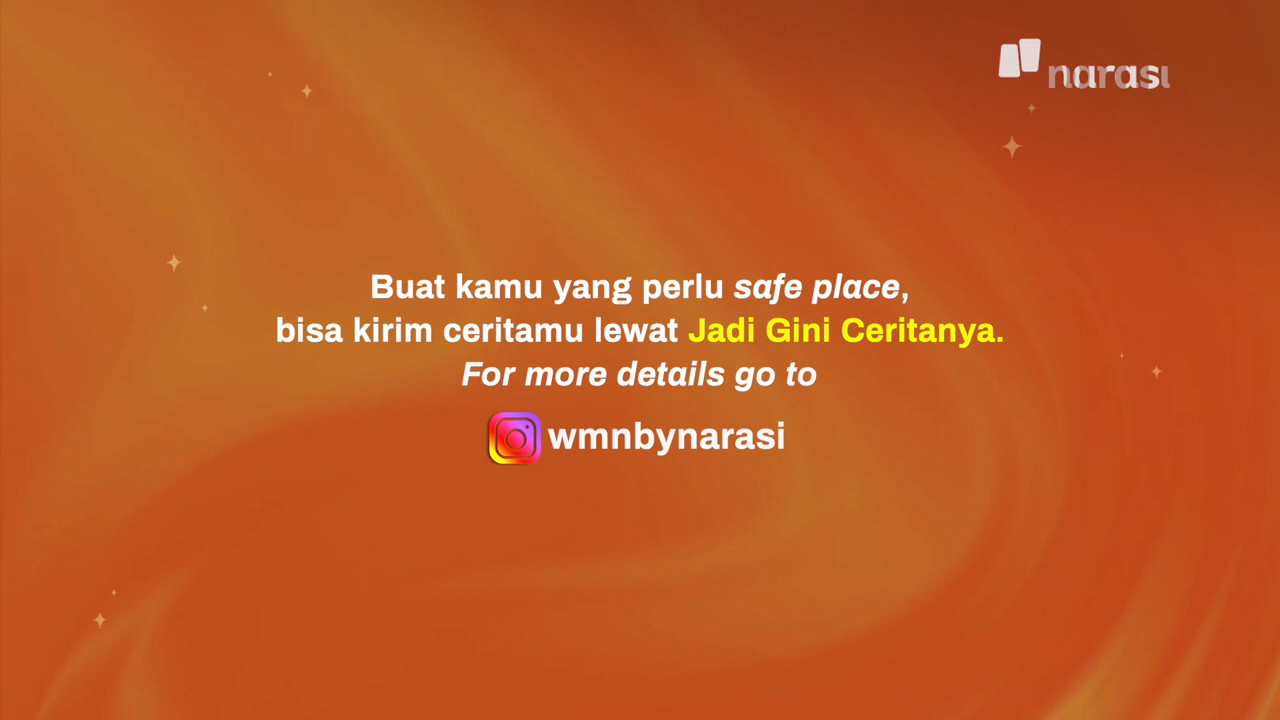 narasi
Buat kamu yang perlu safe place,
bisa kirim ceritamu lewat Jadi Gini Ceritanya.
For more details go to
wmnbynarasi